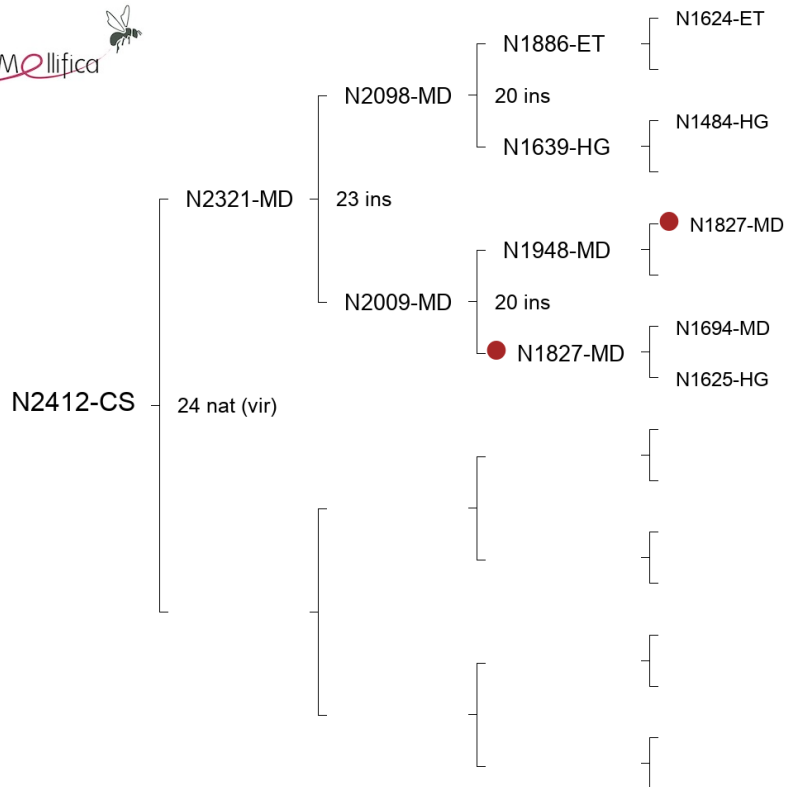 Mellifica
N1624-ET
N1886-ET
N2098-MD
20 ins
N1484-HG
N1639-HG
N2321-MD
23 ins
N1827-MD
N1948-MD
N2009-MD
20 ins
N1694-MD
N1827-MD
N1625-HG
N2412-CS
24 nat (vir)